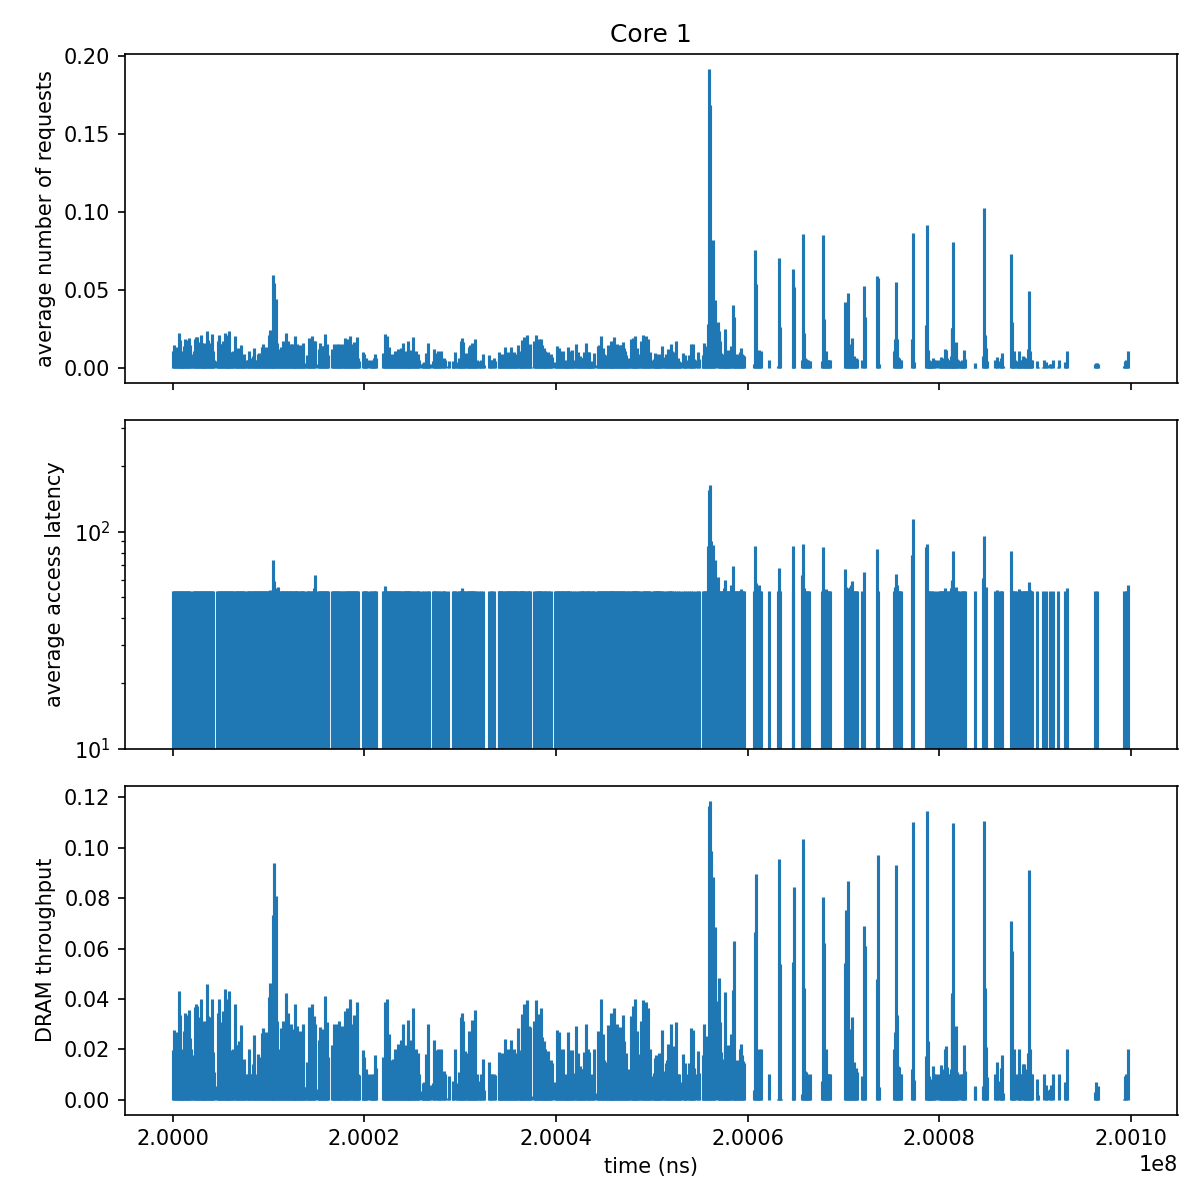 Core 1
average number of requests
0.20
0.15
0.10
0.05
0.00
average access latency
10²
10¹
DRAM throughput
0.12
0.10
0.08
0.06
0.04
0.02
0.00
2.0000 2.0002 2.0004 2.0006 2.0008 2.0010
time (ns)
1e8